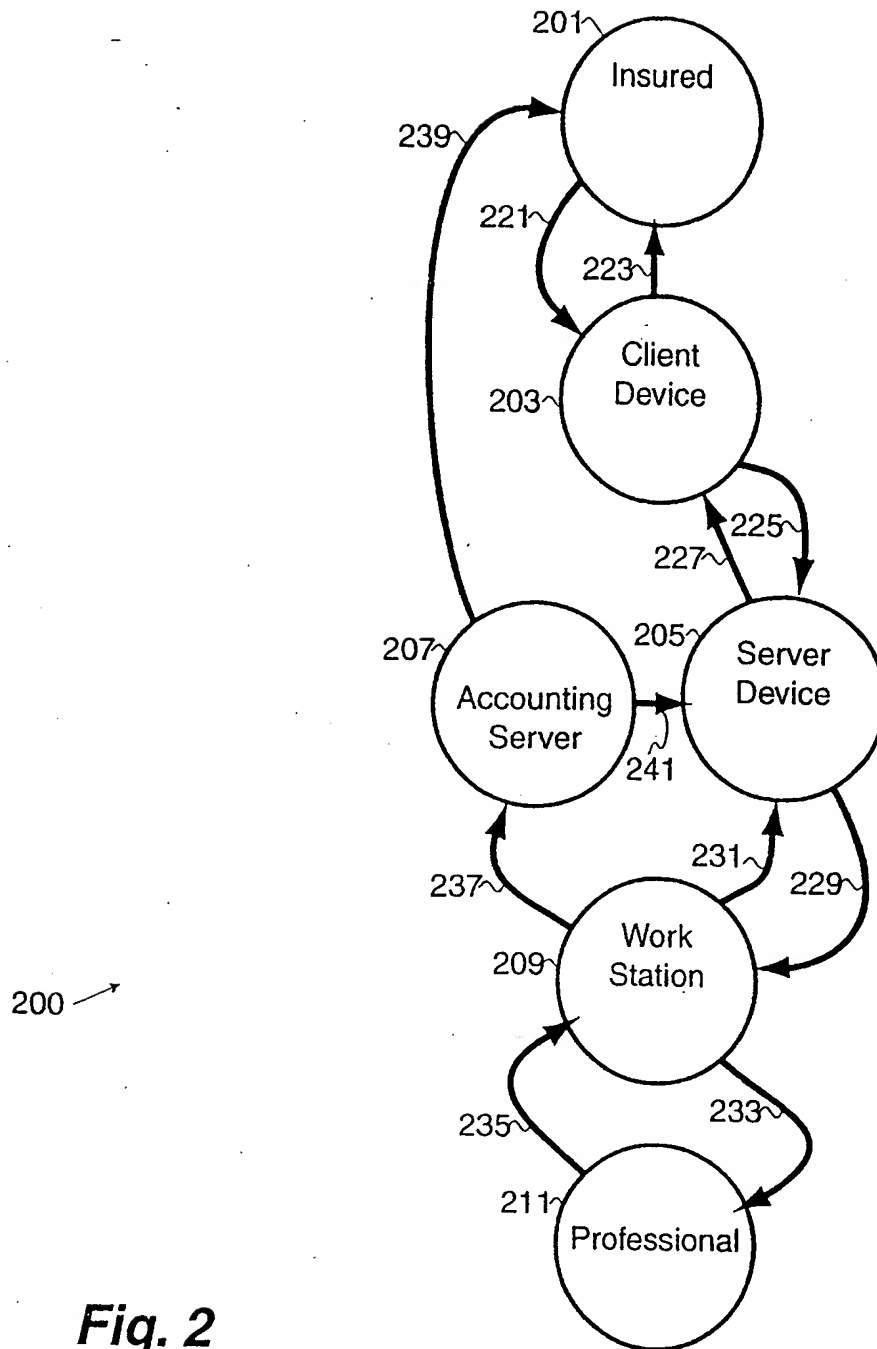 201
Insured
239
221
223
Client
Device
203
225
227
207
205
Server
Device
Accounting
Server
241
237
231
229
209
Work
Station
200
235
233
211
Professional
Fig. 2